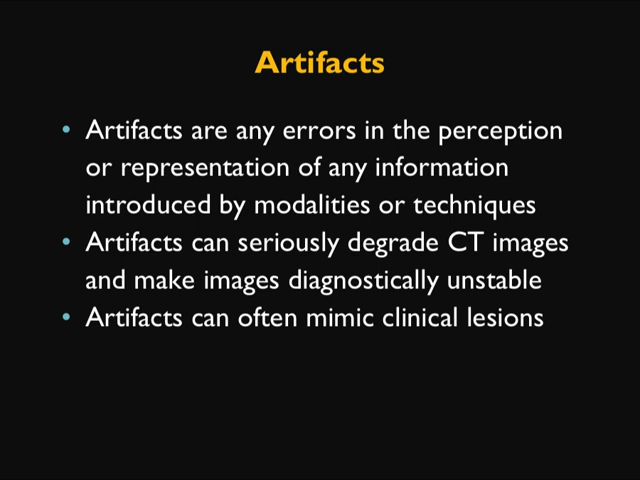 Artifacts
• Artifacts are any errors in the perception
or representation of any information
introduced by modalities or techniques
• Artifacts can seriously degrade CT images
and make images diagnostically unstable
• Artifacts can often mimic clinical lesions